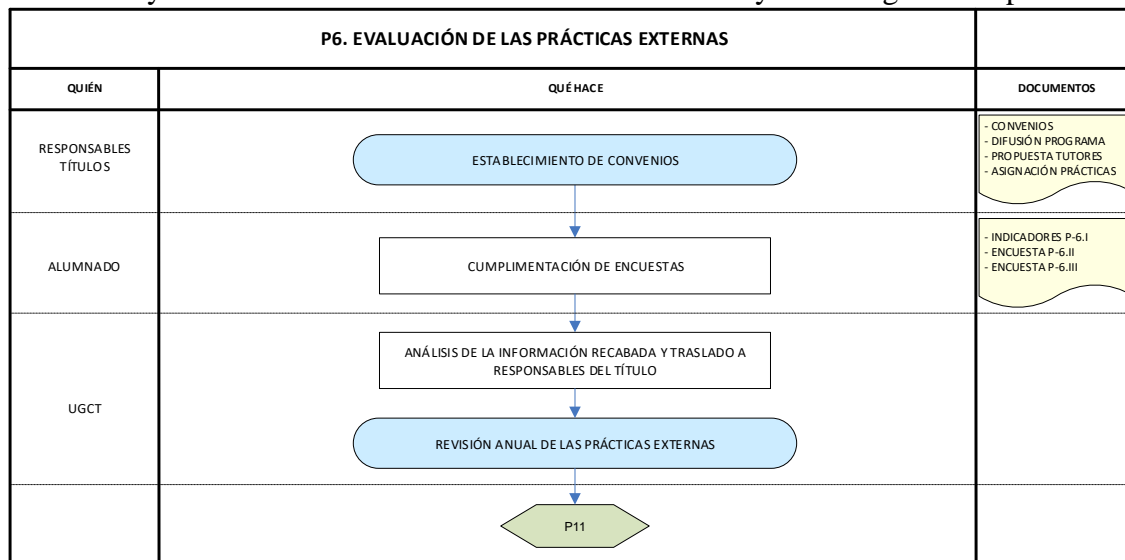 P6. EVALUACIÓN DE LAS PRÁCTICAS EXTERNAS
QUIÉN
QUÉ HACE
DOCUMENTOS
RESPONSABLES
TÍTULOS
ESTABLECIMIENTO DE CONVENIOS
- CONVENIOS
- DIFUSIÓN PROGRAMA
- PROPUESTA TUTORES
- ASIGNACIÓN PRÁCTICAS
ALUMNADO
CUMPLIMENTACIÓN DE ENCUESTAS
- INDICADORES P-6.I
- ENCUESTA P-6.II
- ENCUESTA P-6.III
UGCT
ANÁLISIS DE LA INFORMACIÓN RECABADA Y TRASLADO A
RESPONSABLES DEL TÍTULO
REVISIÓN ANUAL DE LAS PRÁCTICAS EXTERNAS
P11